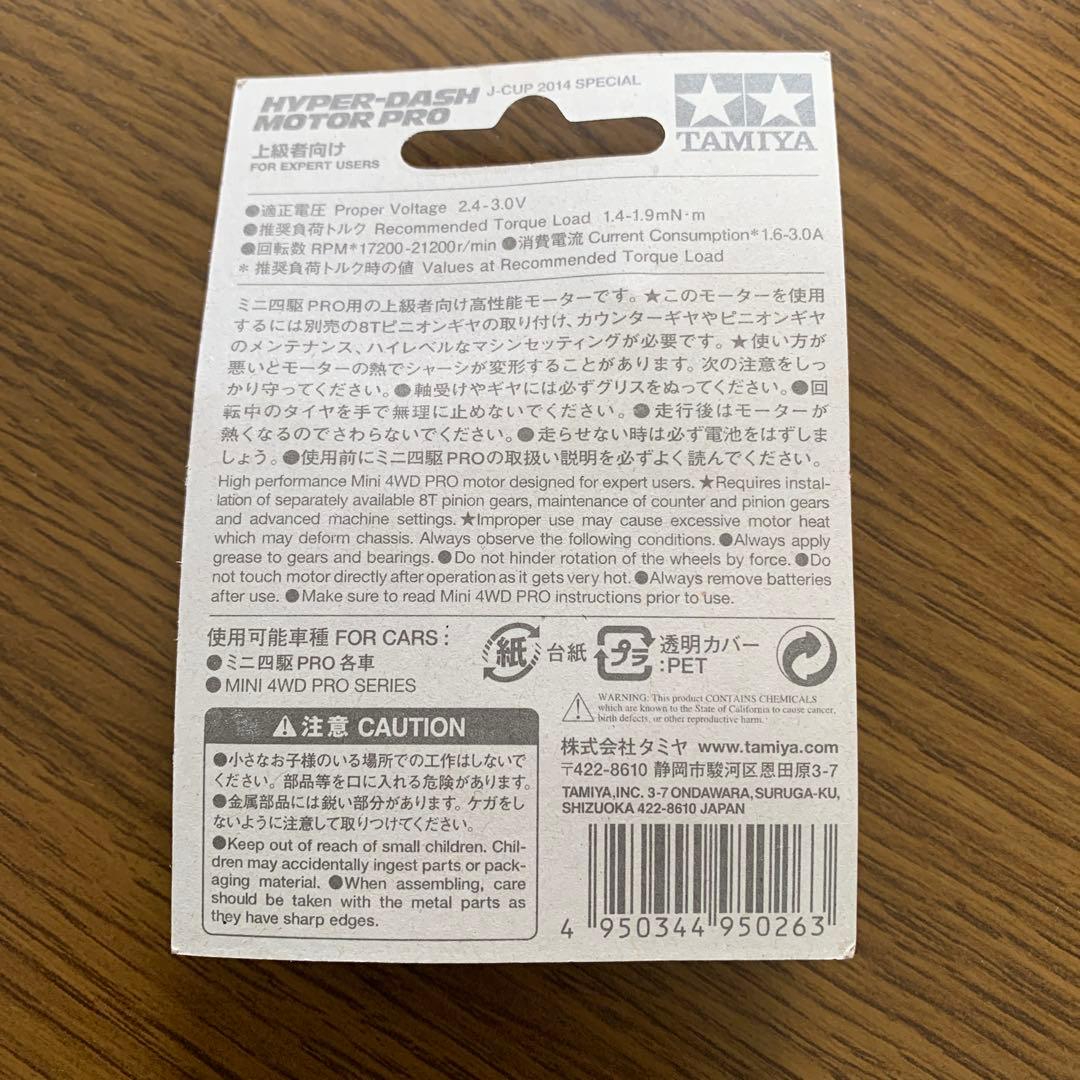 HYPER-DASH MOTOR PRO
J-CUP 2014 SPECIAL
TAMIYA
上級者向け
FOR EXPERT USERS
●適正電圧 Proper Voltage 2.4-3.0V
●推奨負荷トルク Recommended Torque Load 1.4-1.9mN·m
●回転数 RPM*17200-21200r/min ●消費電流 Current Consumption*1.6-3.0A
* 推奨負荷トルク時の値 Values at Recommended Torque Load
ミニ四駆PRO用の上級者向け高性能モーターです。★このモーターを使用
するには別売の8Tピニオンギヤの取り付け、カウンターギヤやピニオンギヤ
のメンテナンス、ハイレベルなマシンセッティングが必要です。★使い方が
悪いとモーターの熱でシャーシが変形することがあります。次の注意をしっ
かり守ってください。●軸受けやギヤには必ずグリスをぬってください。●回
転中のタイヤを手で無理に止めないでください。●走行後はモーターが
熱くなるのでさわらないでください。●走らせない時は必ず電池をはずしま
しょう。●使用前にミニ四駆PROの取扱い説明を必ずよく読んでください。
High performance Mini 4WD PRO motor designed for expert users. ★Requires instal-
lation of separately available 8T pinion gears, maintenance of counter and pinion gears
and advanced machine settings. ★Improper use may cause excessive motor heat
which may deform chassis. Always observe the following conditions. ●Always apply
grease to gears and bearings. ●Do not hinder rotation of the wheels by force. ●Do
not touch motor directly after operation as it gets very hot. ●Always remove batteries
after use. ●Make sure to read Mini 4WD PRO instructions prior to use.
使用可能車種 FOR CARS:
●ミニ四駆PRO各車
●MINI 4WD PRO SERIES
紙 台紙
プラ 透明カバー
:PET
⚠注意 CAUTION
●小さなお子様のいる場所での工作はしないで
ください。部品等を口に入れる危険があります。
●金属部品には鋭い部分があります。ケガをし
ないように注意して取りつけてください。
●Keep out of reach of small children. Chil-
dren may accidentally ingest parts or pack-
aging material. ●When assembling, care
should be taken with the metal parts as
they have sharp edges.
WARNING: This product CONTAINS CHEMICALS
which are known to the State of California to cause cancer,
birth defects, or other reproductive harm.
株式会社タミヤ www.tamiya.com
〒422-8610 静岡市駿河区恩田原3-7
TAMIYA,INC. 3-7 ONDAWARA,SURUGA-KU,
SHIZUOKA 422-8610 JAPAN
4 950344 950263